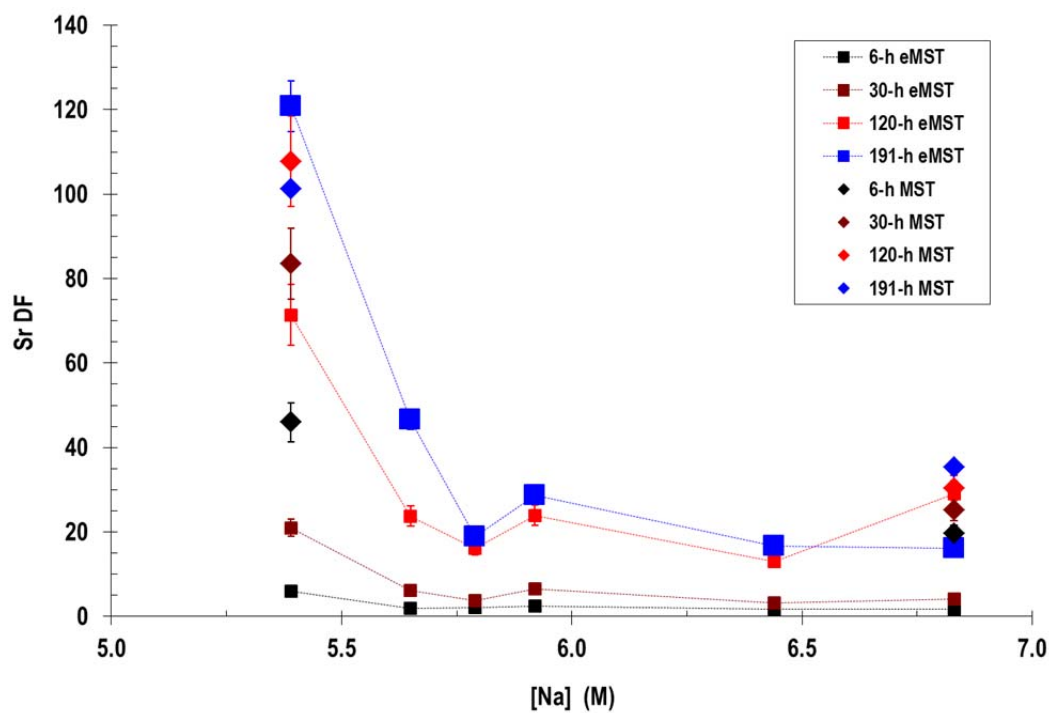 140
120
100
80
60
40
20
0
Sr DF
5.0 5.5 6.0 6.5 7.0
[Na] (M)
6-h eMST
30-h eMST
120-h eMST
191-h eMST
6-h MST
30-h MST
120-h MST
191-h MST